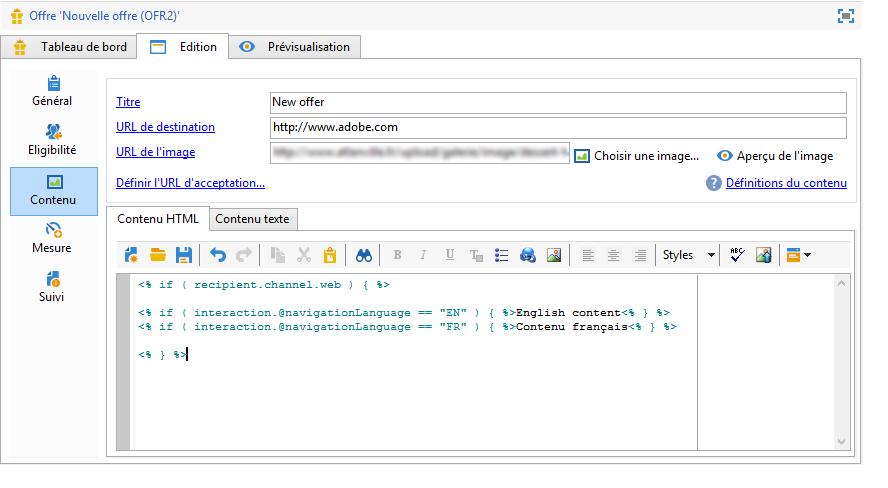 Offre 'Nouvelle offre (OFR2)'
Tableau de bord Edition Prévisualisation
Général
Eligibilité
Contenu
Mesure
Suivi
Titre New offer
URL de destination http://www.adobe.com
URL de l'image Choisir une image... Aperçu de l'image
Définir l'URL d'acceptation... Définitions du contenu
Contenu HTML Contenu texte
B I U Styles ABC
<% if ( recipient.channel.web ) { %>
<% if ( interaction.@navigationLanguage == "EN" ) { %>English content<% } %>
<% if ( interaction.@navigationLanguage == "FR" ) { %>Contenu français<% } %>
<% } %>